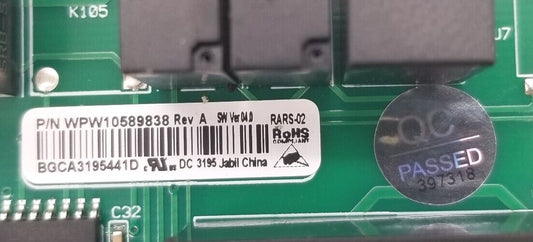 K105
J7
P/N WPW10589838 Rev A SW Ver 04.0 RARS-02
RoHS
COMPLIANT
BGCA3195441D DC 3195 Jabil China
QC
PASSED
397318
C32